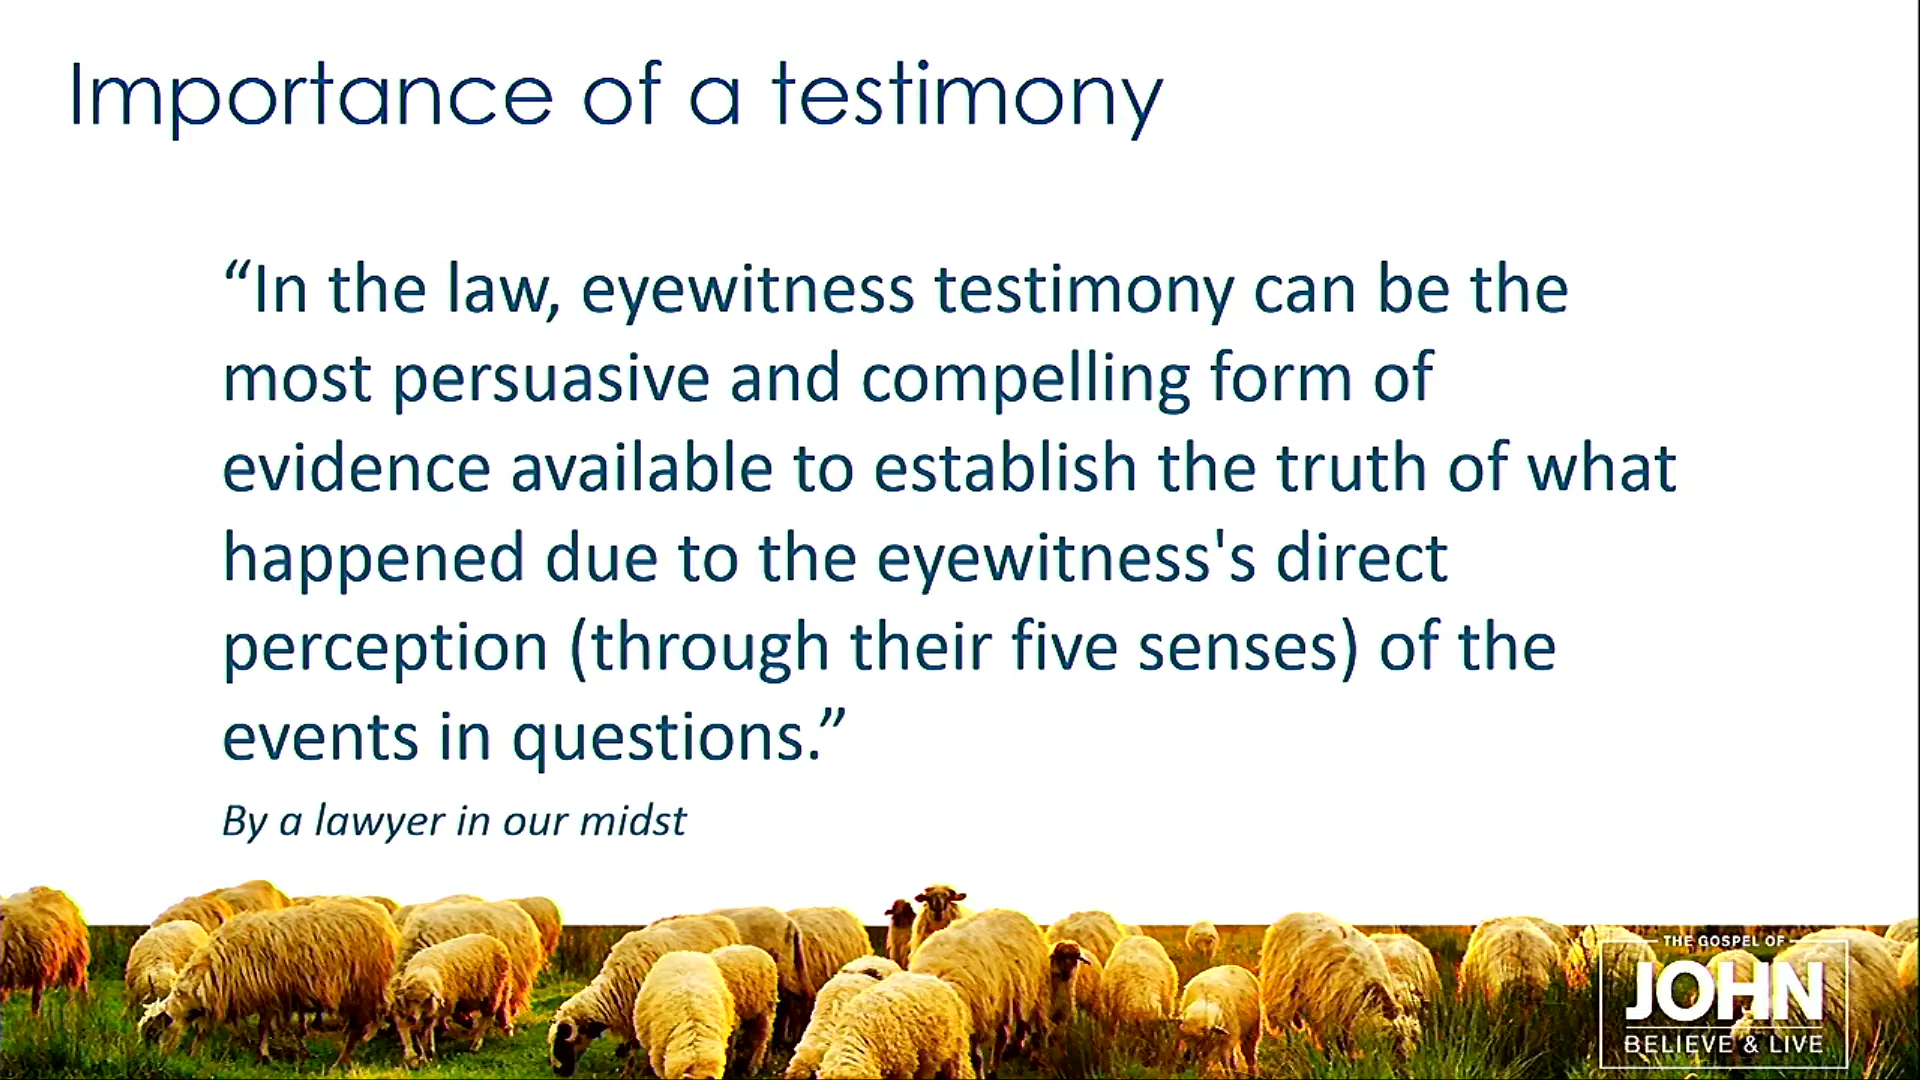 Importance of a testimony
“In the law, eyewitness testimony can be the
most persuasive and compelling form of
evidence available to establish the truth of what
happened due to the eyewitness's direct
perception (through their five senses) of the
events in questions.”
By a lawyer in our midst
THE GOSPEL OF
JOHN
BELIEVE & LIVE